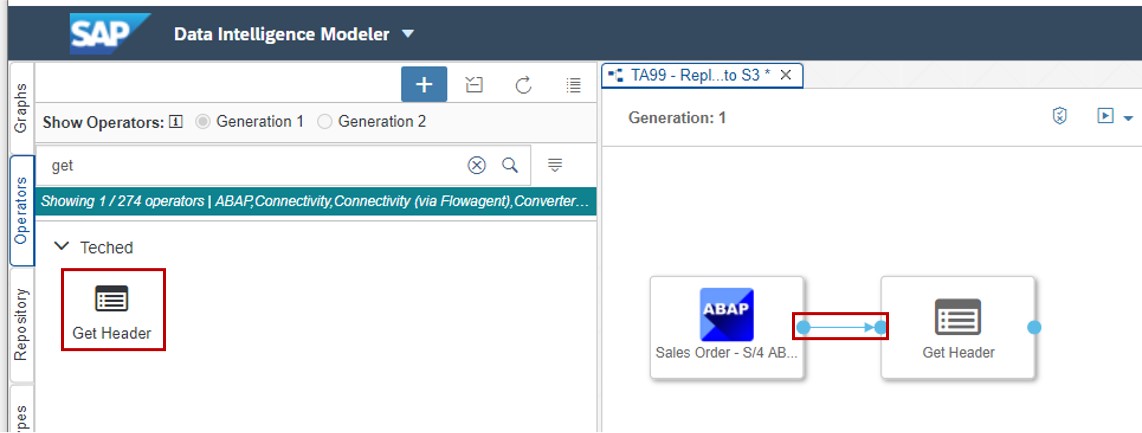 SAP
Data Intelligence Modeler
Graphs
Operators
Repository
pes
Show Operators: Generation 1 Generation 2
get
Showing 1 / 274 operators | ABAP,Connectivity,Connectivity (via Flowagent),Converter...
Teched
Get Header
TA99 - Repl...to S3 *
Generation: 1
ABAP
Sales Order - S/4 AB...
Get Header